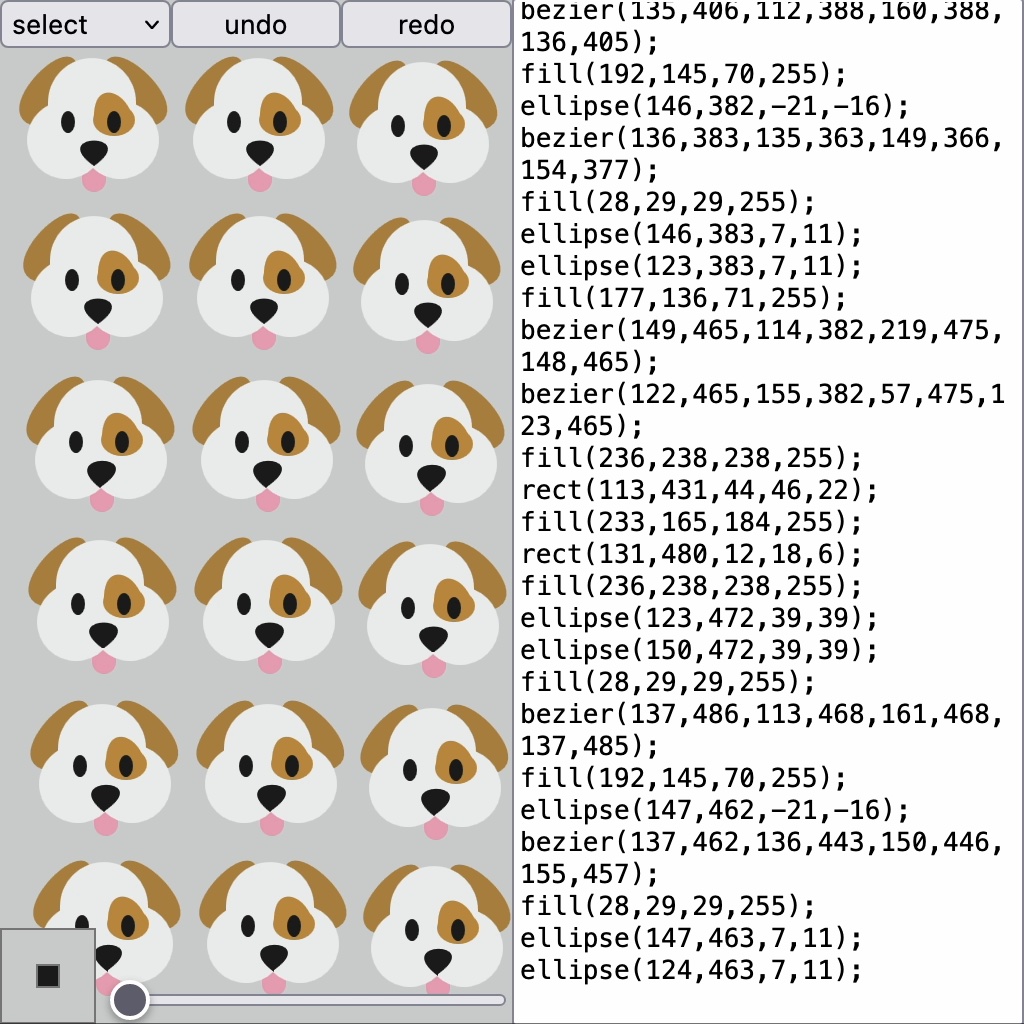 select
undo
redo
bezier(135,406,112,388,160,388,
136,405);
fill(192,145,70,255);
ellipse(146,382,−21,−16);
bezier(136,383,135,363,149,366,
154,377);
fill(28,29,29,255);
ellipse(146,383,7,11);
ellipse(123,383,7,11);
fill(177,136,71,255);
bezier(149,465,114,382,219,475,
148,465);
bezier(122,465,155,382,57,475,1
23,465);
fill(236,238,238,255);
rect(113,431,44,46,22);
fill(233,165,184,255);
rect(131,480,12,18,6);
fill(236,238,238,255);
ellipse(123,472,39,39);
ellipse(150,472,39,39);
fill(28,29,29,255);
bezier(137,486,113,468,161,468,
137,485);
fill(192,145,70,255);
ellipse(147,462,−21,−16);
bezier(137,462,136,443,150,446,
155,457);
fill(28,29,29,255);
ellipse(147,463,7,11);
ellipse(124,463,7,11);